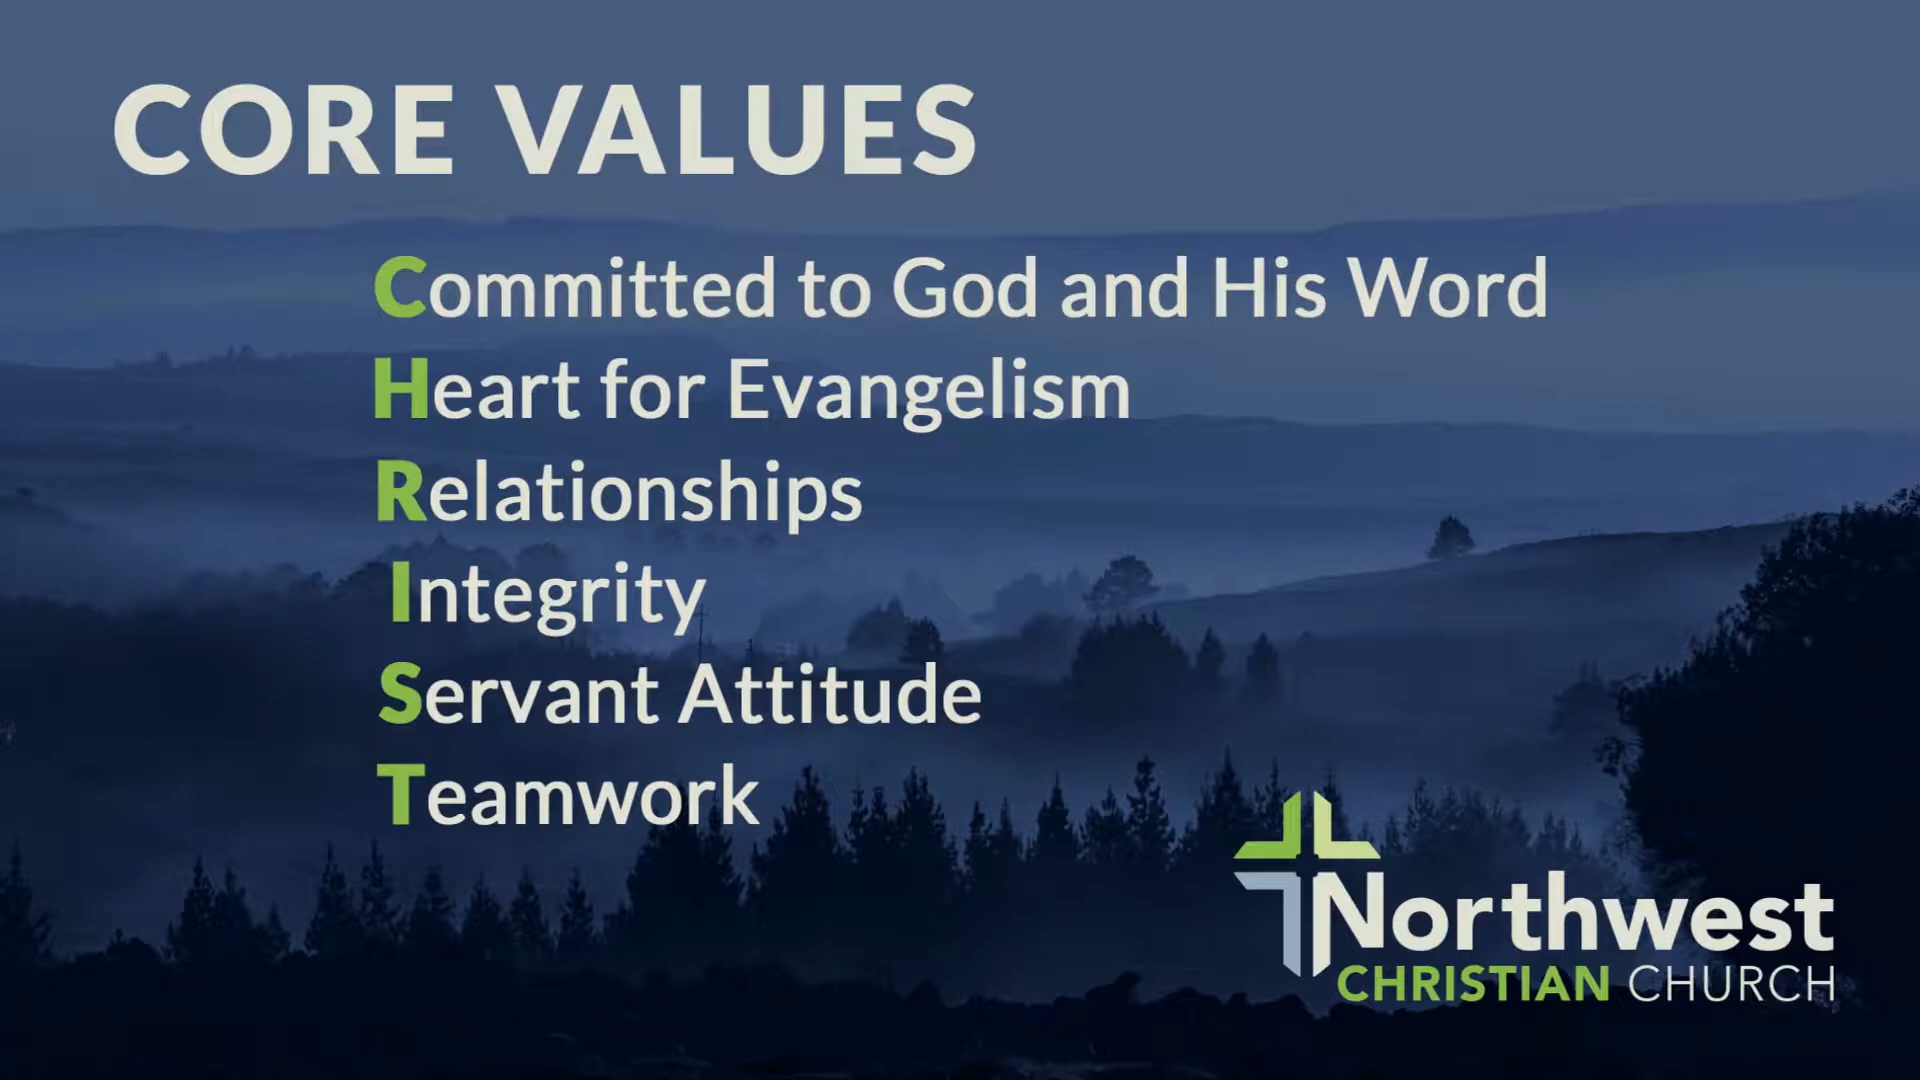 CORE VALUES
Committed to God and His Word
Heart for Evangelism
Relationships
Integrity
Servant Attitude
Teamwork
Northwest
CHRISTIAN CHURCH